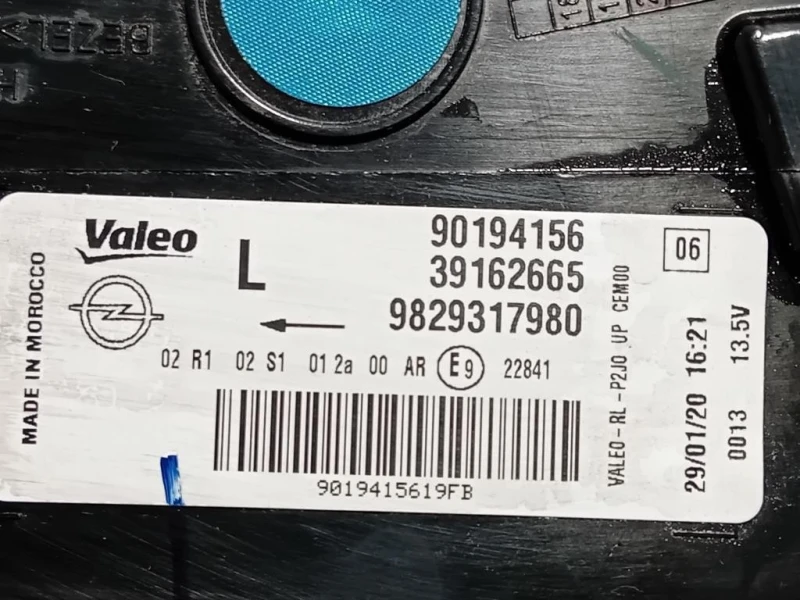 BEZEL>
Valeo
L
90194156
39162665
9829317980
06
MADE IN MOROCCO
02 R1 02 S1 01 2a 00 AR E9 22841
9019415619FB
VALEO-RL-P2JO UP CEM00
29/01/20 16:21
0013 13.5V